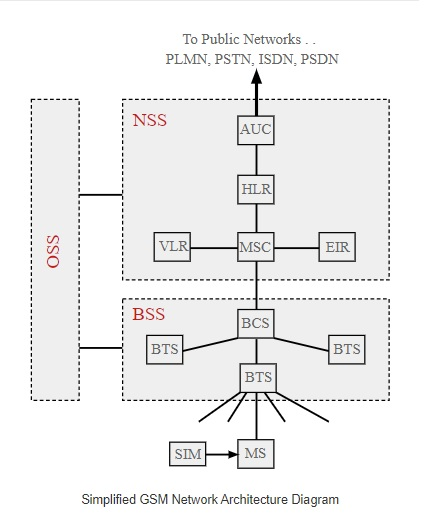 To Public Networks . .
PLMN, PSTN, ISDN, PSDN
NSS
AUC
HLR
VLR
MSC
EIR
OSS
BSS
BCS
BTS
BTS
BTS
SIM
MS
Simplified GSM Network Architecture Diagram